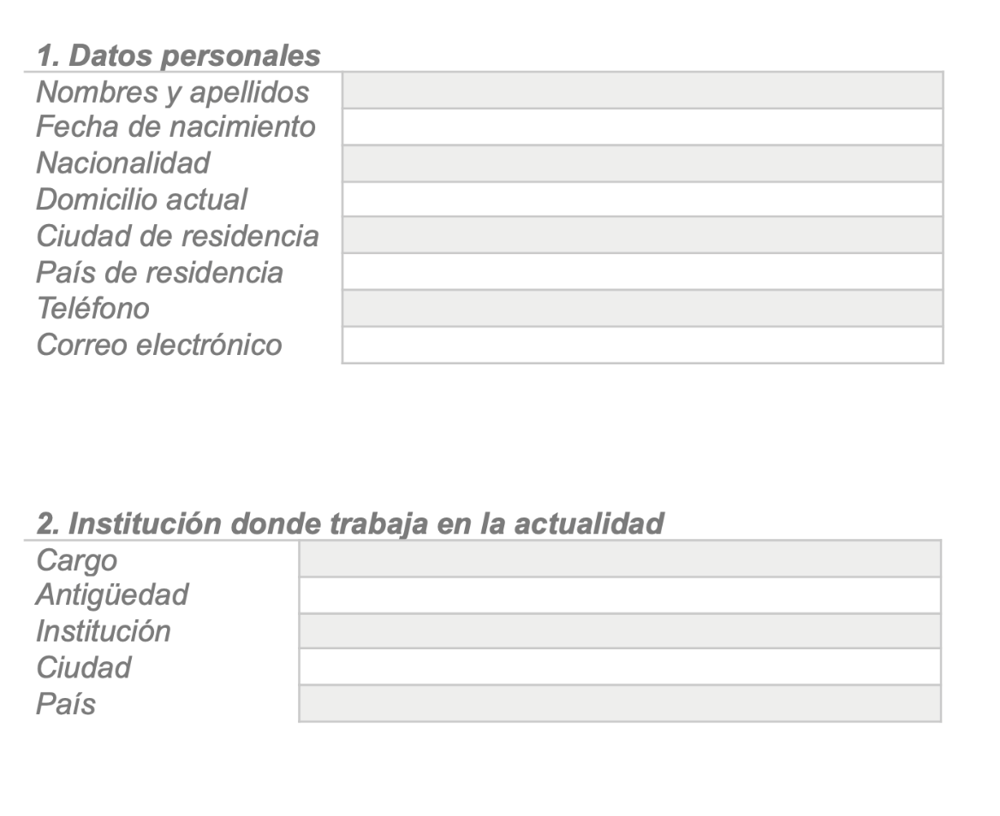 1. Datos personales
Nombres y apellidos
Fecha de nacimiento
Nacionalidad
Domicilio actual
Ciudad de residencia
País de residencia
Teléfono
Correo electrónico
2. Institución donde trabaja en la actualidad
Cargo
Antigüedad
Institución
Ciudad
País